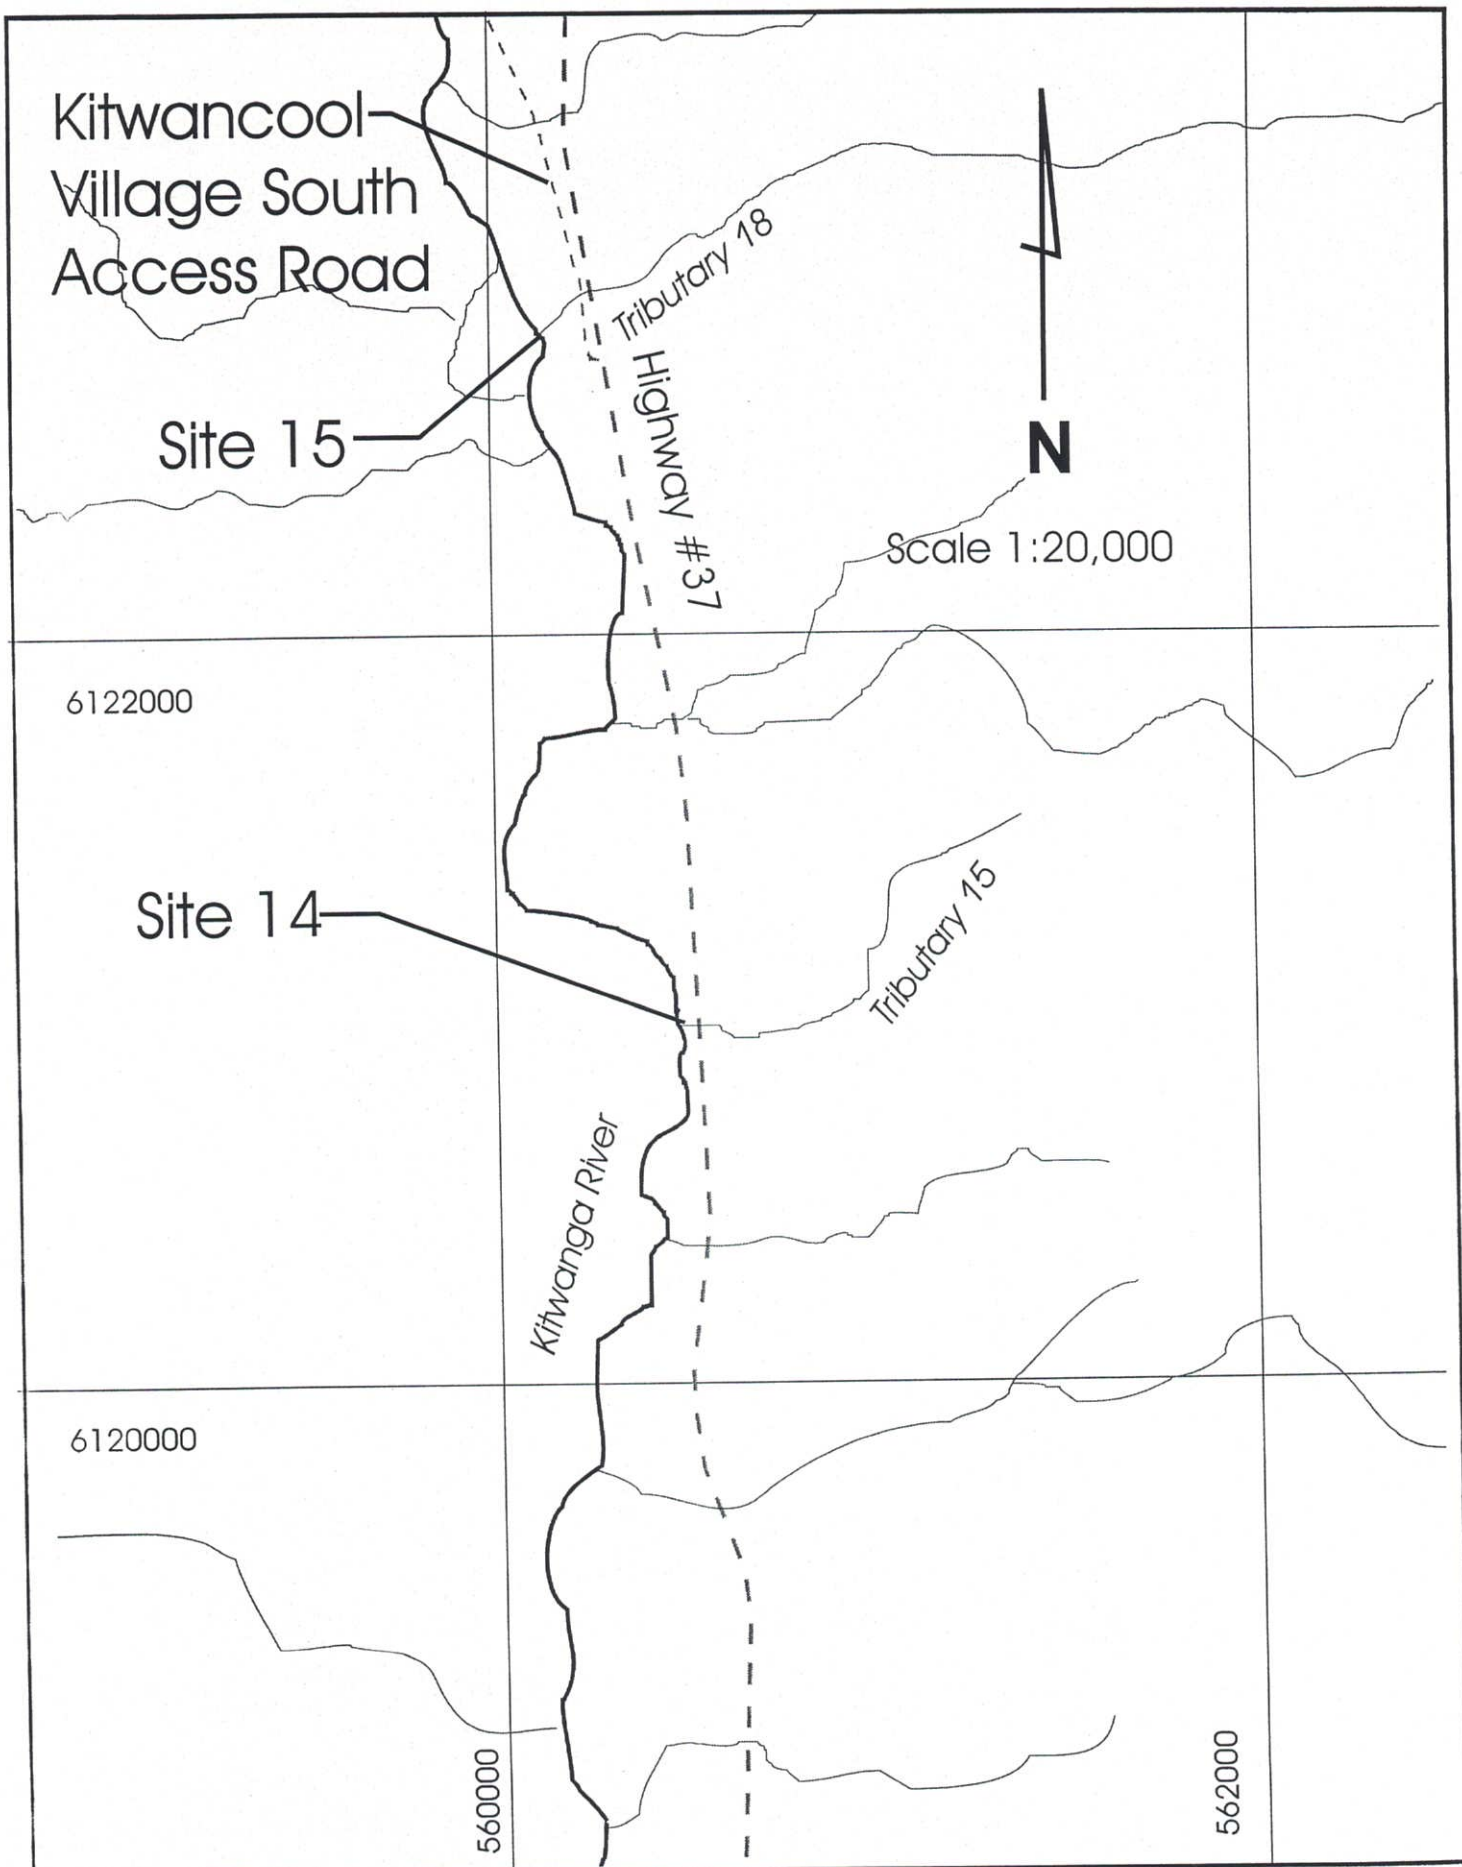 Kitwancool
Village South
Access Road
Tributary 18
Highway #37
Site 15
N
Scale 1:20,000
6122000
Site 14
Tributary 15
Kitwanga River
6120000
560000
562000